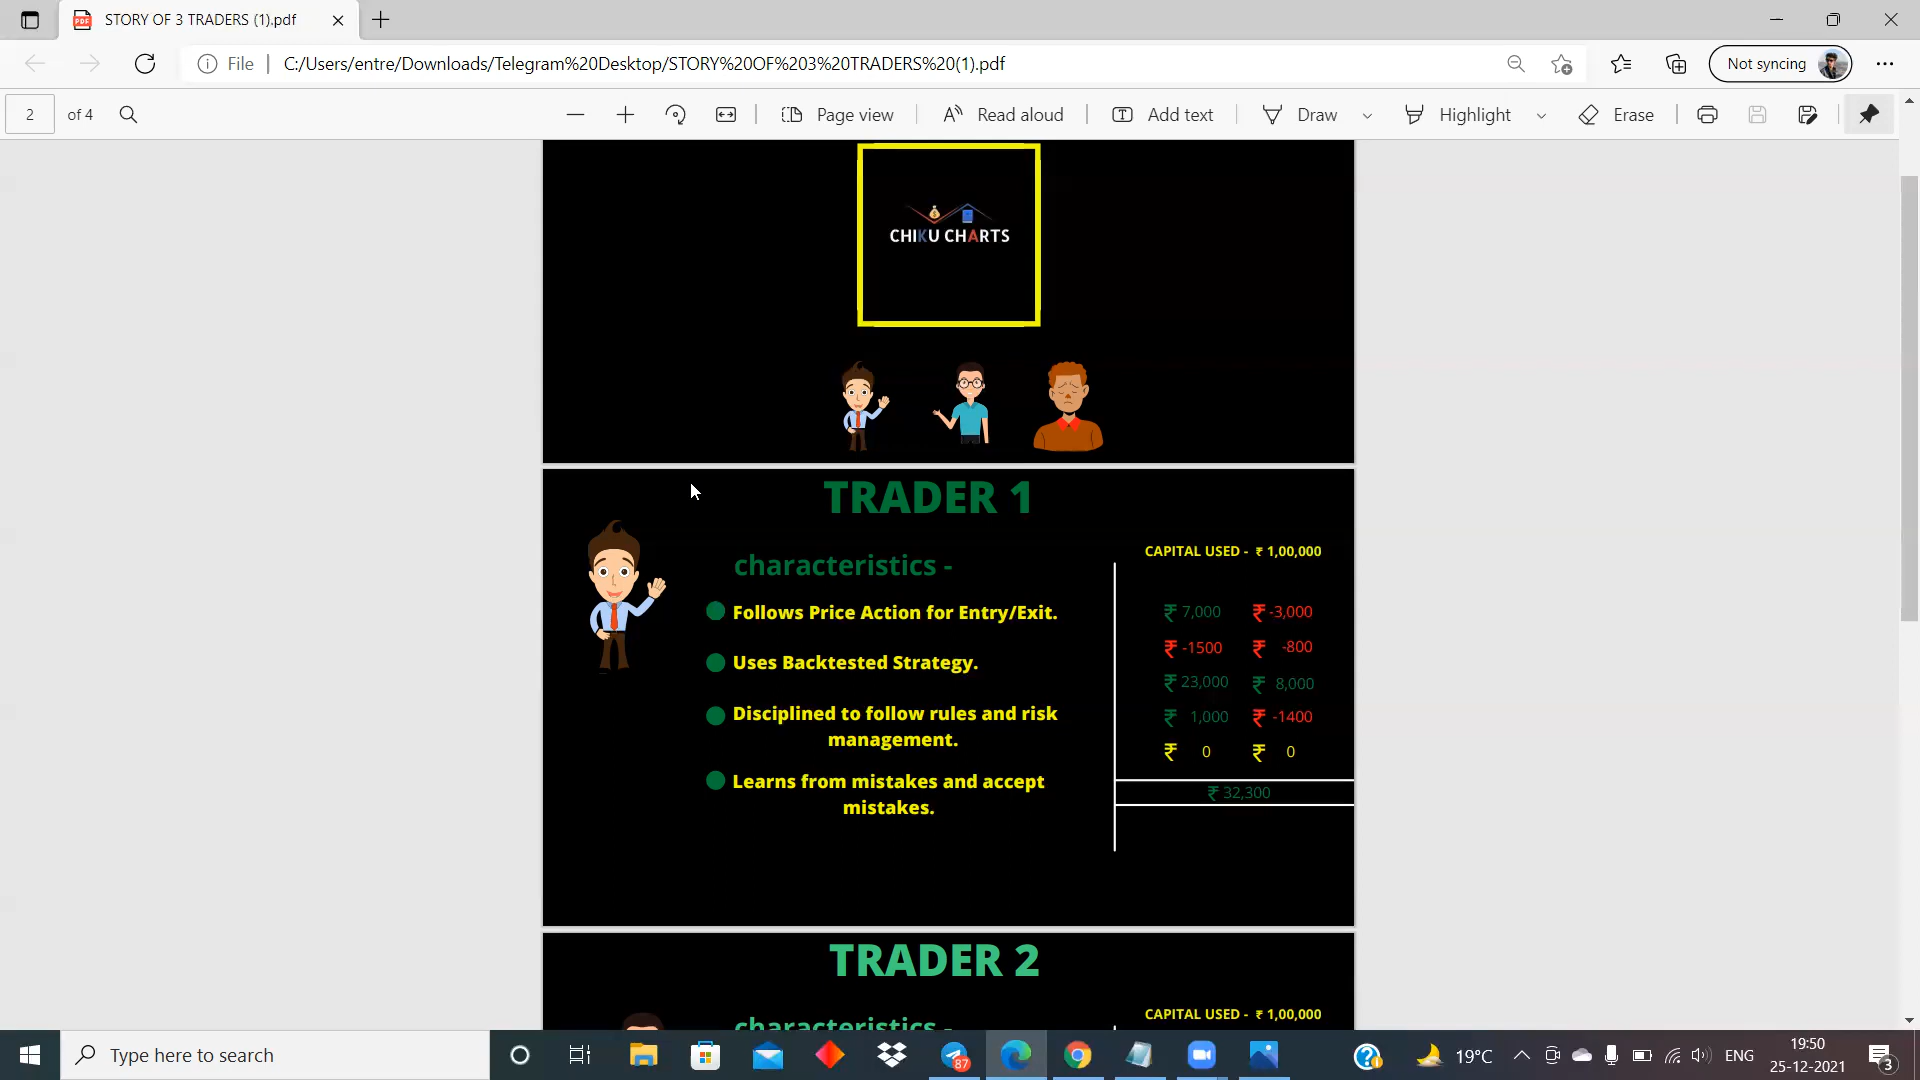 STORY OF 3 TRADERS (1).pdf
File
C:/Users/entre/Downloads/Telegram%20Desktop/STORY%20OF%203%20TRADERS%20(1).pdf
Not syncing
2 of 4
Page view
Read aloud
Add text
Draw
Highlight
Erase
CHIKU CHARTS
TRADER 1
characteristics -
Follows Price Action for Entry/Exit.
Uses Backtested Strategy.
Disciplined to follow rules and risk
management.
Learns from mistakes and accept
mistakes.
CAPITAL USED - ₹ 1,00,000
₹ 7,000 ₹ -3,000
₹ -1500 ₹ -800
₹ 23,000 ₹ 8,000
₹ 1,000 ₹ -1400
₹ 0 ₹ 0
₹ 32,300
TRADER 2
characteristics -
CAPITAL USED - ₹ 1,00,000
Type here to search
87
19°C
ENG
19:50
25-12-2021
3